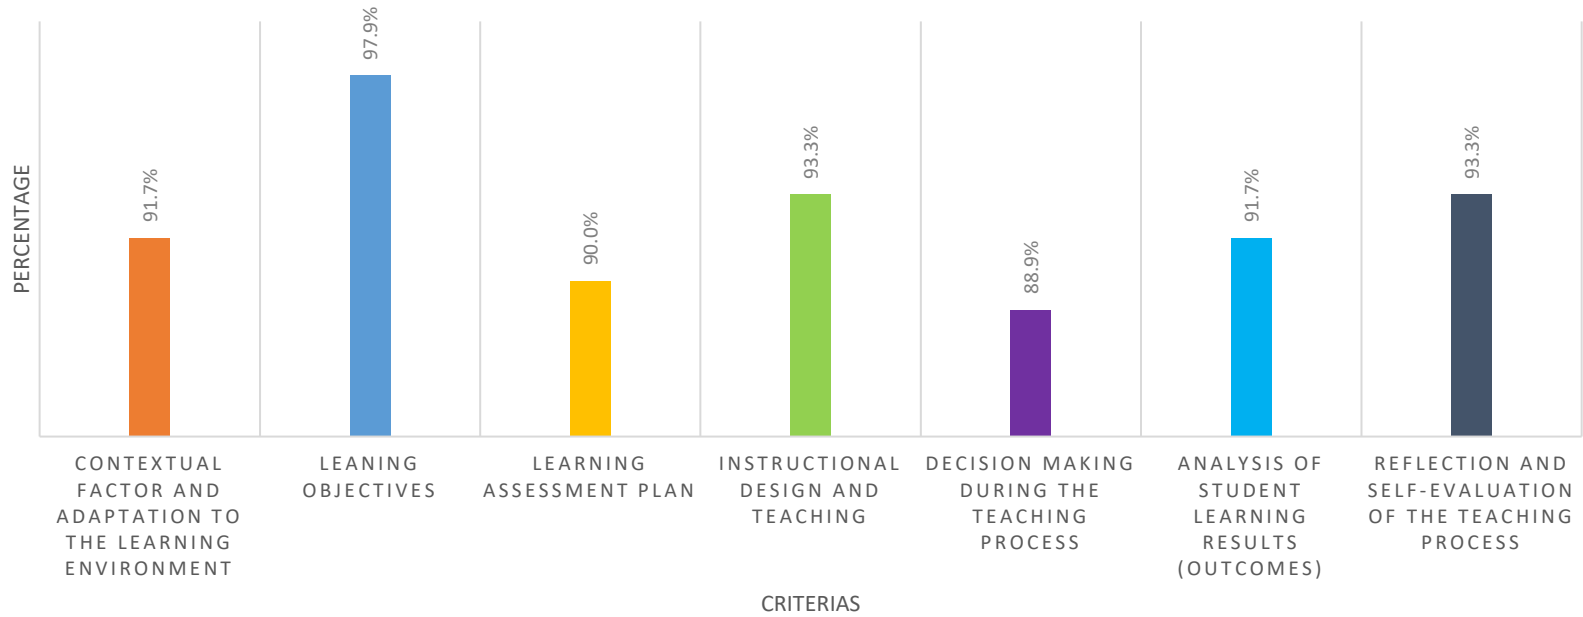 PERCENTAGE
91.7%
97.9%
90.0%
93.3%
88.9%
91.7%
93.3%
CONTEXTUAL
FACTOR AND
ADAPTATION TO
THE LEARNING
ENVIRONMENT
LEANING
OBJECTIVES
LEARNING
ASSESSMENT PLAN
INSTRUCTIONAL
DESIGN AND
TEACHING
DECISION MAKING
DURING THE
TEACHING
PROCESS
ANALYSIS OF
STUDENT
LEARNING
RESULTS
(OUTCOMES)
REFLECTION AND
SELF-EVALUATION
OF THE TEACHING
PROCESS
CRITERIAS